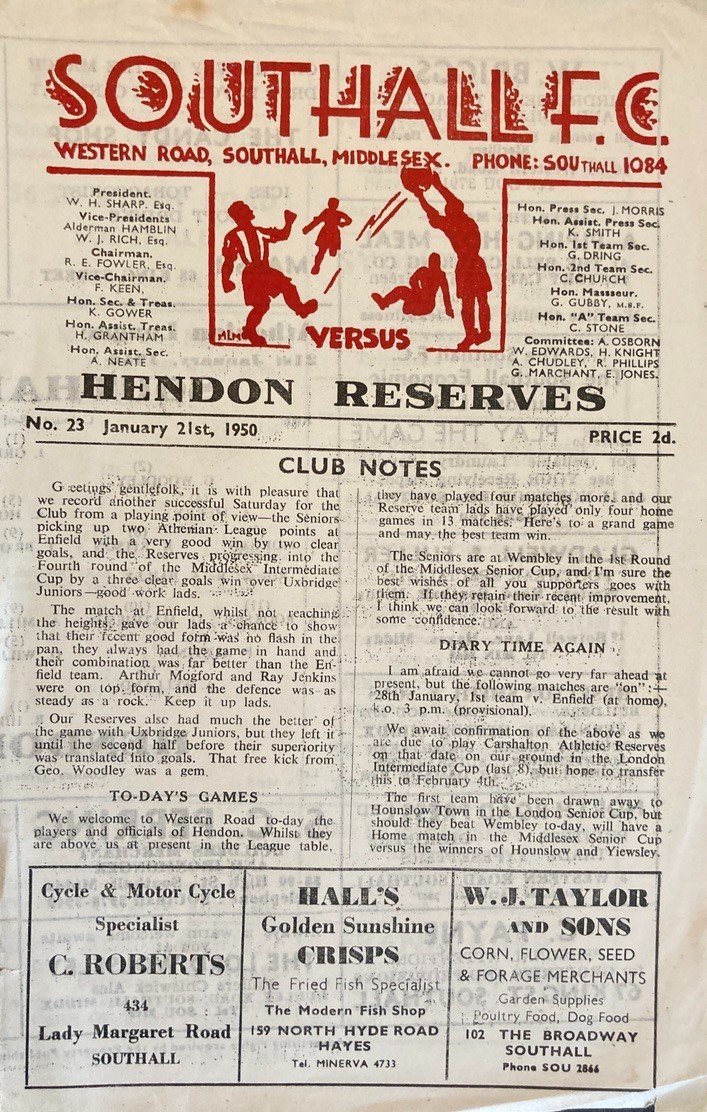 SOUTHALL F.C.
WESTERN ROAD, SOUTHALL, MIDDLESEX. PHONE: SOUTHALL 1084
President.
W. H. SHARP, Esq.
Vice-Presidents
Alderman HAMBLIN
W. J. RICH, Esq.
Chairman.
R. E. FOWLER, Esq.
Vice-Chairman.
F. KEEN,
Hon. Sec & Treas.
K. GOWER
Hon. Assist. Treas.
H. GRANTHAM
Hon. Assist. Sec.
A. NEATE
VERSUS
Hon. Press Sec. J. MORRIS
Hon. Assist. Press Sec.
K. SMITH
Hon. 1st Team Sec.
G. DRING
Hon. 2nd Team Sec.
C. CHURCH
Hon. Masseur.
G. GUBBY, M.S.F.
Hon. "A" Team Sec.
C. STONE
Committee: A. OSBORN
W. EDWARDS, H. KNIGHT
A. CHUDLEY, R. PHILLIPS
G. MARCHANT, E. JONES.
HENDON RESERVES
No. 23 January 21st, 1950
PRICE 2d.
CLUB NOTES
Greetings gentlefolk, it is with pleasure that
we record another successful Saturday for the
Club from a playing point of view—the Seniors
picking up two Athenian League points at
Enfield with a very good win by two clear
goals, and the Reserves progressing into the
Fourth round of the Middlesex Intermediate
Cup by a three clear goals win over Uxbridge
Juniors—good work lads.
The match at Enfield, whilst not reaching
the heights, gave our lads a chance to show
that their recent good form was no flash in the
pan, they always had the game in hand and
their combination was far better than the En-
field team. Arthur Mogford and Ray Jenkins
were on top form, and the defence was as
steady as a rock. Keep it up lads.
Our Reserves also had much the better of
the game with Uxbridge Juniors, but they left it
until the second half before their superiority
was translated into goals. That free kick from
Geo. Woodley was a gem.
TO-DAY'S GAMES
We welcome to Western Road to-day the
players and officials of Hendon. Whilst they
are above us at present in the League table,
they have played four matches more, and our
Reserve team lads have played only four home
games in 13 matches. Here's to a grand game
and may the best team win.
The Seniors are at Wembley in the 1st Round
of the Middlesex Senior Cup, and I'm sure the
best wishes of all you supporters goes with
them. If they retain their recent improvement,
I think we can look forward to the result with
some confidence.
DIARY TIME AGAIN
I am afraid we cannot go very far ahead at
present, but the following matches are "on":—
28th January, 1st team v. Enfield (at home),
k.o. 3 p.m. (provisional).
We await confirmation of the above as we
are due to play Carshalton Athletic Reserves
on that date on our ground in the London
Intermediate Cup (last 8), but hope to transfer
this to February 4th.
The first team have been drawn away to
Hounslow Town in the London Senior Cup, but
should they beat Wembley to-day, will have a
Home match in the Middlesex Senior Cup
versus the winners of Hounslow and Yiewsley.
Cycle & Motor Cycle
Specialist
C. ROBERTS
434
Lady Margaret Road
SOUTHALL
HALL'S
Golden Sunshine
CRISPS
The Fried Fish Specialist
The Modern Fish Shop
159 NORTH HYDE ROAD
HAYES
Tel. MINERVA 4733
W. J. TAYLOR
AND SONS
CORN, FLOWER, SEED
& FORAGE MERCHANTS
Garden Supplies
Poultry Food, Dog Food
102 THE BROADWAY
SOUTHALL
Phone SOU 2866